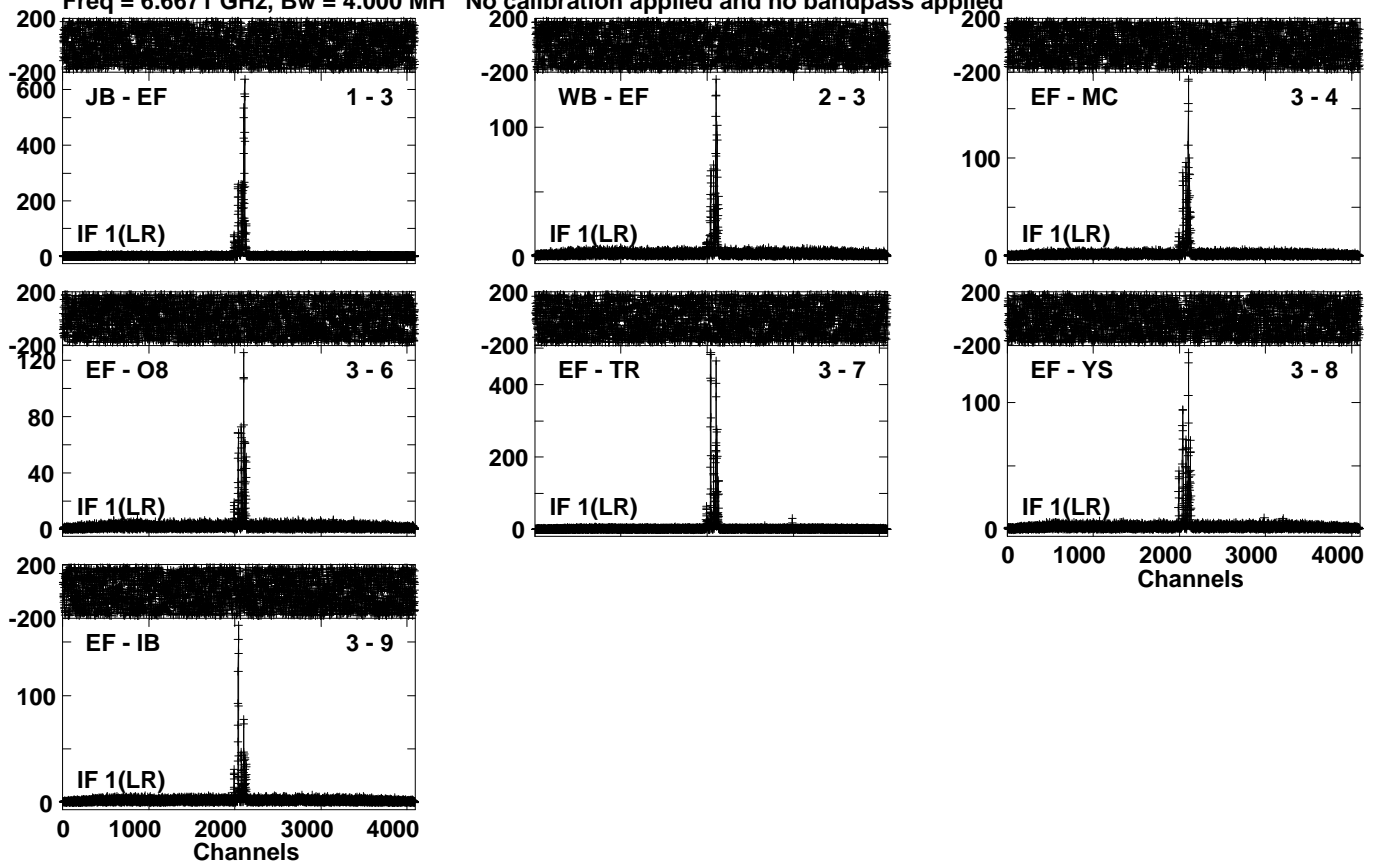 Freq = 6.6671 GHz, Bw = 4.000 MH No calibration applied and no bandpass applied
200
-200
600
400
200
0
JB - EF 1 - 3
IF 1(LR)
200
-200
100
0
WB - EF 2 - 3
IF 1(LR)
200
-200
100
0
EF - MC 3 - 4
IF 1(LR)
200
-200
120
80
40
0
EF - O8 3 - 6
IF 1(LR)
200
-200
400
200
0
EF - TR 3 - 7
IF 1(LR)
200
-200
100
0
EF - YS 3 - 8
IF 1(LR)
0 1000 2000 3000 4000
Channels
200
-200
100
0
EF - IB 3 - 9
IF 1(LR)
0 1000 2000 3000 4000
Channels